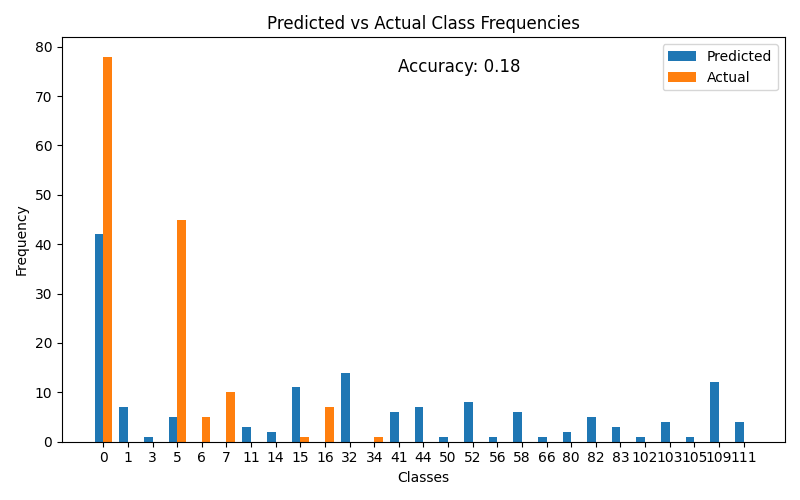 Predicted vs Actual Class Frequencies
Accuracy: 0.18
Predicted
Actual
80
70
60
50
40
30
20
10
0
Frequency
0 1 3 5 6 7 11 14 15 16 32 34 41 44 50 52 56 58 66 80 82 83 102 103 105 109 111
Classes